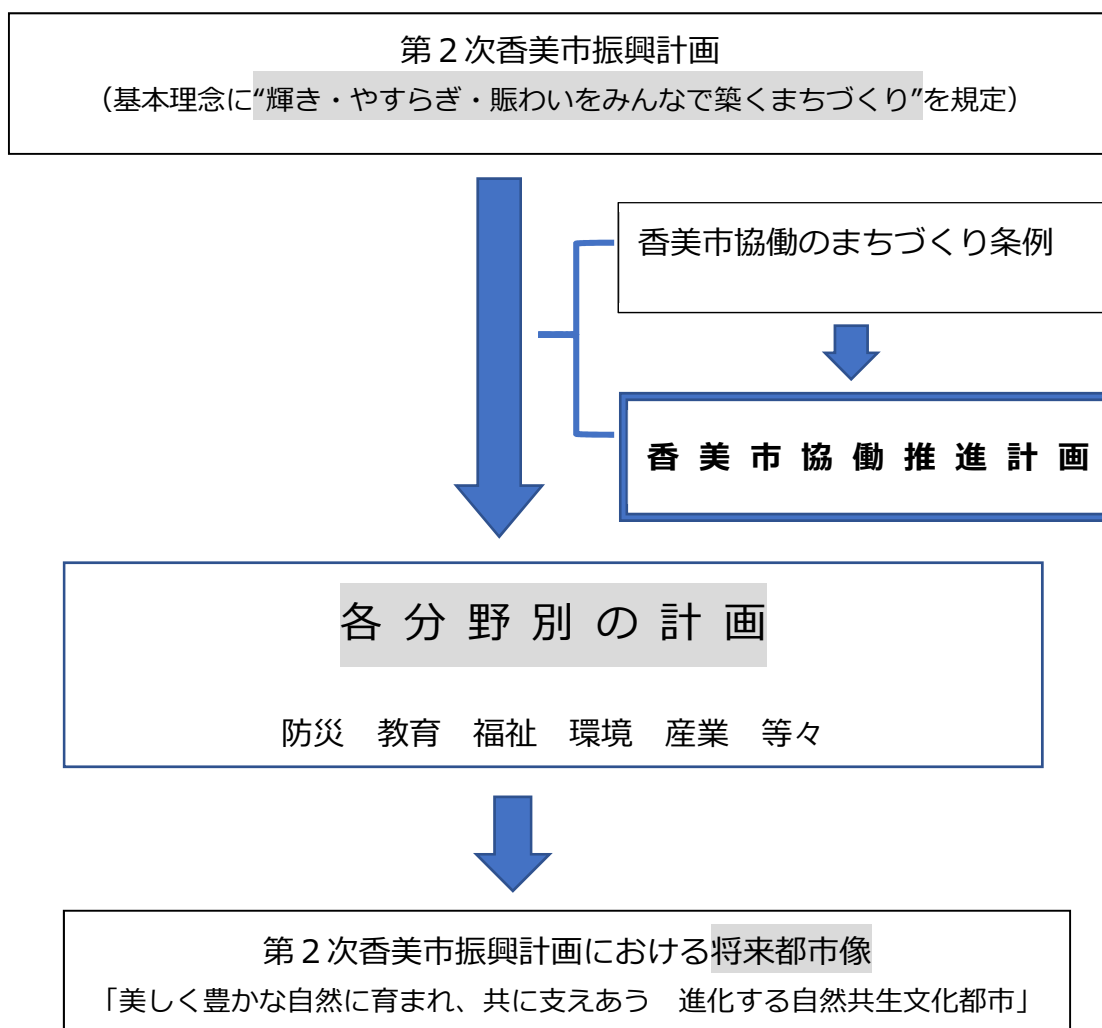 第2次香美市振興計画
（基本理念に“輝き・やすらぎ・賑わいをみんなで築くまちづくり”を規定）
香美市協働のまちづくり条例
香美市協働推進計画
各分野別の計画
防災　教育　福祉　環境　産業　等々
第2次香美市振興計画における将来都市像
「美しく豊かな自然に育まれ、共に支えあう　進化する自然共生文化都市」